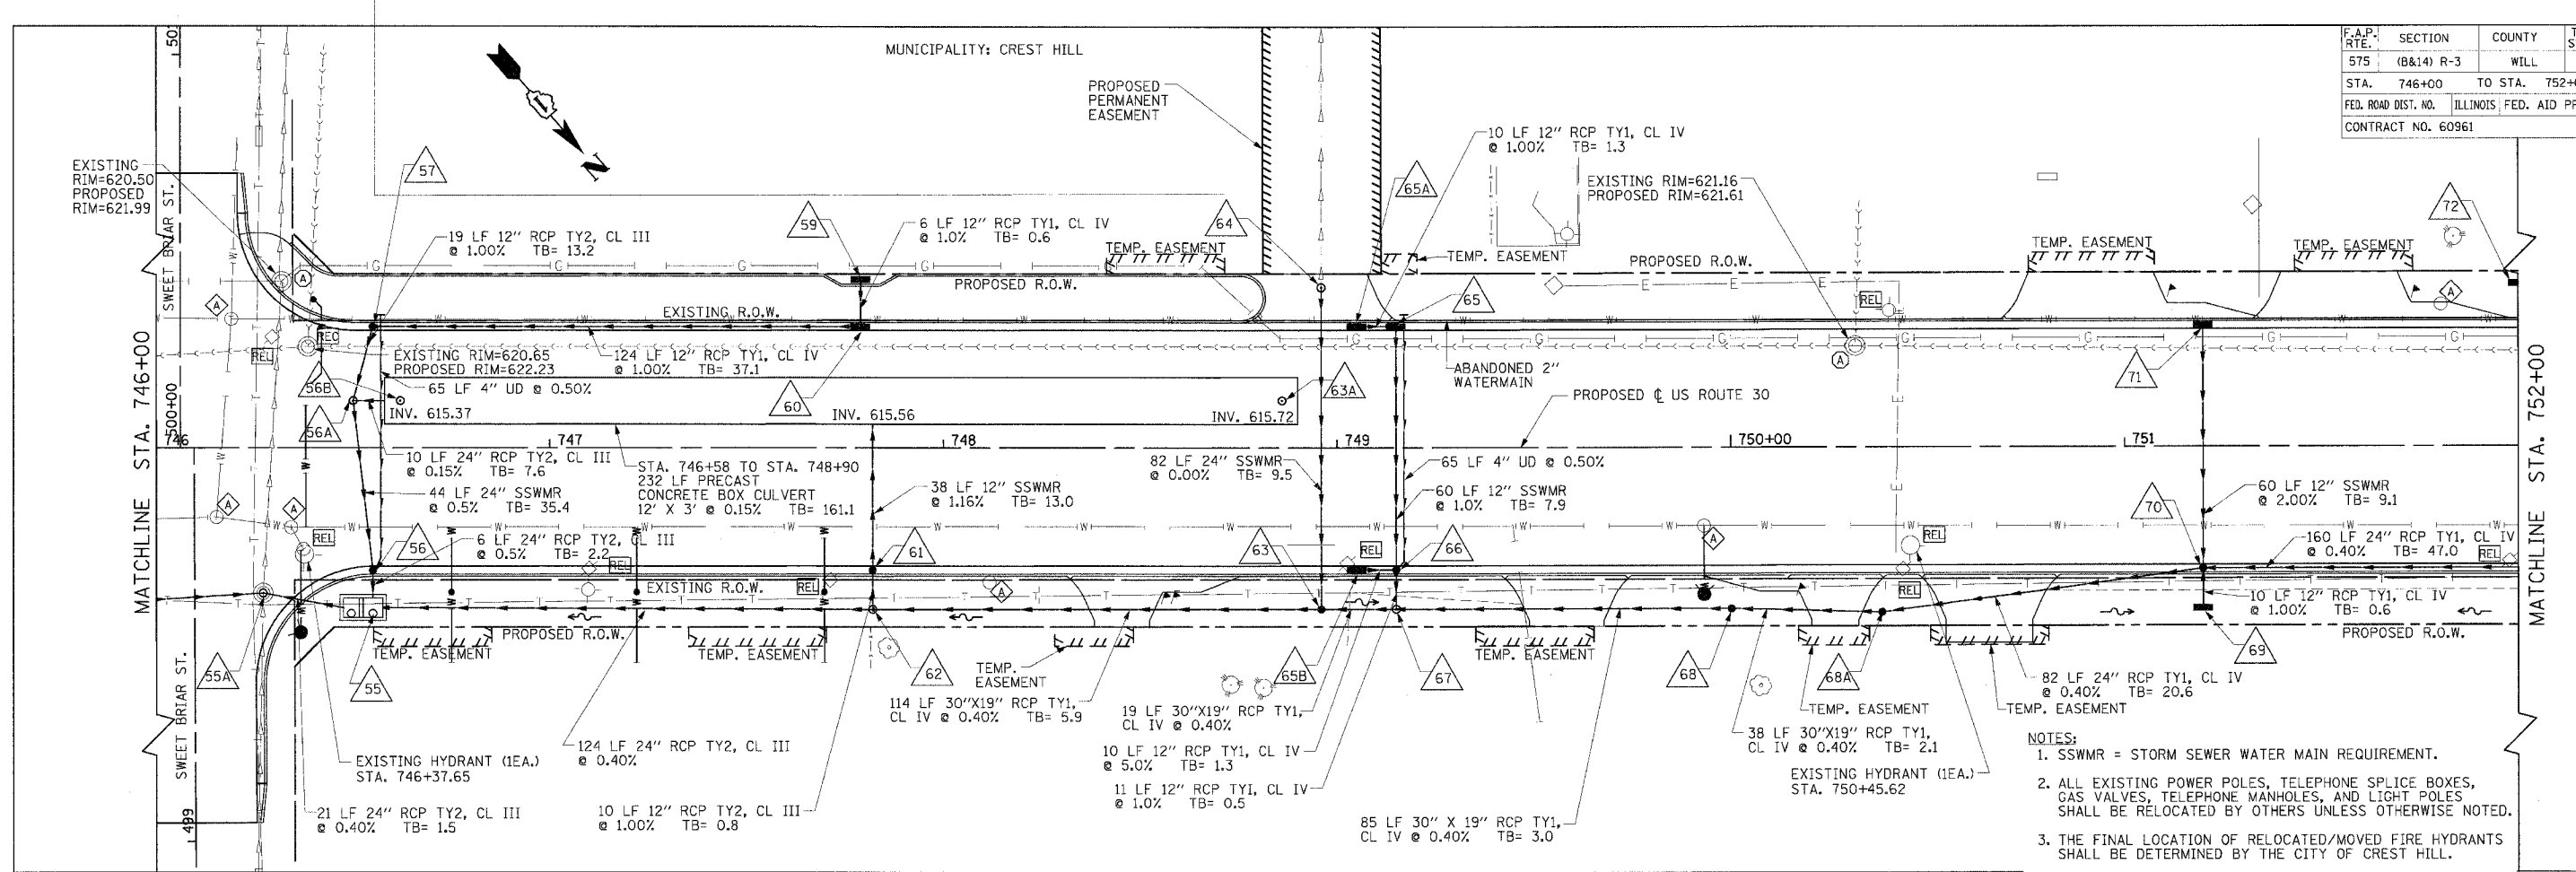 MUNICIPALITY: CREST HILL
F.A.P. RTE.
SECTION
COUNTY
575
(B&14) R-3
WILL
STA. 746+00 TO STA.
FED. ROAD DIST. NO.
ILLINOIS
FED. AID
CONTRACT NO. 60961
N
50
SWEET BRIAR ST.
500+00
MATCHLINE STA. 746+00
SWEET BRIAR ST.
499
EXISTING
RIM=620.50
PROPOSED
RIM=621.99
57
19 LF 12" RCP TY2, CL III
@ 1.00% TB= 13.2
59
6 LF 12" RCP TY1, CL IV
@ 1.0% TB= 0.6
TEMP. EASEMENT
PROPOSED R.O.W.
EXISTING R.O.W.
PROPOSED
PERMANENT
EASEMENT
64
65A
10 LF 12" RCP TY1, CL IV
@ 1.00% TB= 1.3
EXISTING RIM=621.16
PROPOSED RIM=621.61
TEMP. EASEMENT
PROPOSED R.O.W.
65
TEMP. EASEMENT
TEMP. EASEMENT
72
REL
REC
REL
EXISTING RIM=620.65
PROPOSED RIM=622.23
124 LF 12" RCP TY1, CL IV
@ 1.00% TB= 37.1
56B
65 LF 4" UD @ 0.50%
60
63A
ABANDONED 2"
WATERMAIN
71
56A
INV. 615.37
INV. 615.56
INV. 615.72
PROPOSED ℄ US ROUTE 30
746
747
748
749
750+00
751
MATCHLINE STA. 752+00
10 LF 24" RCP TY2, CL III
@ 0.15% TB= 7.6
44 LF 24" SSWMR
@ 0.5% TB= 35.4
STA. 746+58 TO STA. 748+90
232 LF PRECAST
CONCRETE BOX CULVERT
12' X 3' @ 0.15% TB= 161.1
38 LF 12" SSWMR
@ 1.16% TB= 13.0
82 LF 24" SSWMR
@ 0.00% TB= 9.5
65 LF 4" UD @ 0.50%
60 LF 12" SSWMR
@ 1.0% TB= 7.9
60 LF 12" SSWMR
@ 2.00% TB= 9.1
70
160 LF 24" RCP TY1, CL IV
@ 0.40% TB= 47.0
REL
6 LF 24" RCP TY2, CL III
@ 0.5% TB= 2.2
56
REL
61
63
REL
66
REL
REL
EXISTING R.O.W.
REL
REL
10 LF 12" RCP TY1, CL IV
@ 1.00% TB= 0.6
PROPOSED R.O.W.
PROPOSED R.O.W.
55A
55
TEMP. EASEMENT
TEMP. EASEMENT
62
TEMP.
EASEMENT
65B
67
TEMP. EASEMENT
68
68A
69
82 LF 24" RCP TY1, CL IV
@ 0.40% TB= 20.6
TEMP. EASEMENT
TEMP. EASEMENT
114 LF 30"X19" RCP TY1,
CL IV @ 0.40% TB= 5.9
19 LF 30"X19" RCP TY1,
CL IV @ 0.40%
38 LF 30"X19" RCP TY1,
CL IV @ 0.40% TB= 2.1
EXISTING HYDRANT (1EA.)
STA. 746+37.65
124 LF 24" RCP TY2, CL III
@ 0.40%
10 LF 12" RCP TY1, CL IV
@ 5.0% TB= 1.3
EXISTING HYDRANT (1EA.)
STA. 750+45.62
11 LF 12" RCP TY1, CL IV
@ 1.0% TB= 0.5
21 LF 24" RCP TY2, CL III
@ 0.40% TB= 1.5
10 LF 12" RCP TY2, CL III
@ 1.00% TB= 0.8
85 LF 30" X 19" RCP TY1,
CL IV @ 0.40% TB= 3.0
NOTES:
1. SSWMR = STORM SEWER WATER MAIN REQUIREMENT.
2. ALL EXISTING POWER POLES, TELEPHONE SPLICE BOXES,
GAS VALVES, TELEPHONE MANHOLES, AND LIGHT POLES
SHALL BE RELOCATED BY OTHERS UNLESS OTHERWISE NOTED.
3. THE FINAL LOCATION OF RELOCATED/MOVED FIRE HYDRANTS
SHALL BE DETERMINED BY THE CITY OF CREST HILL.